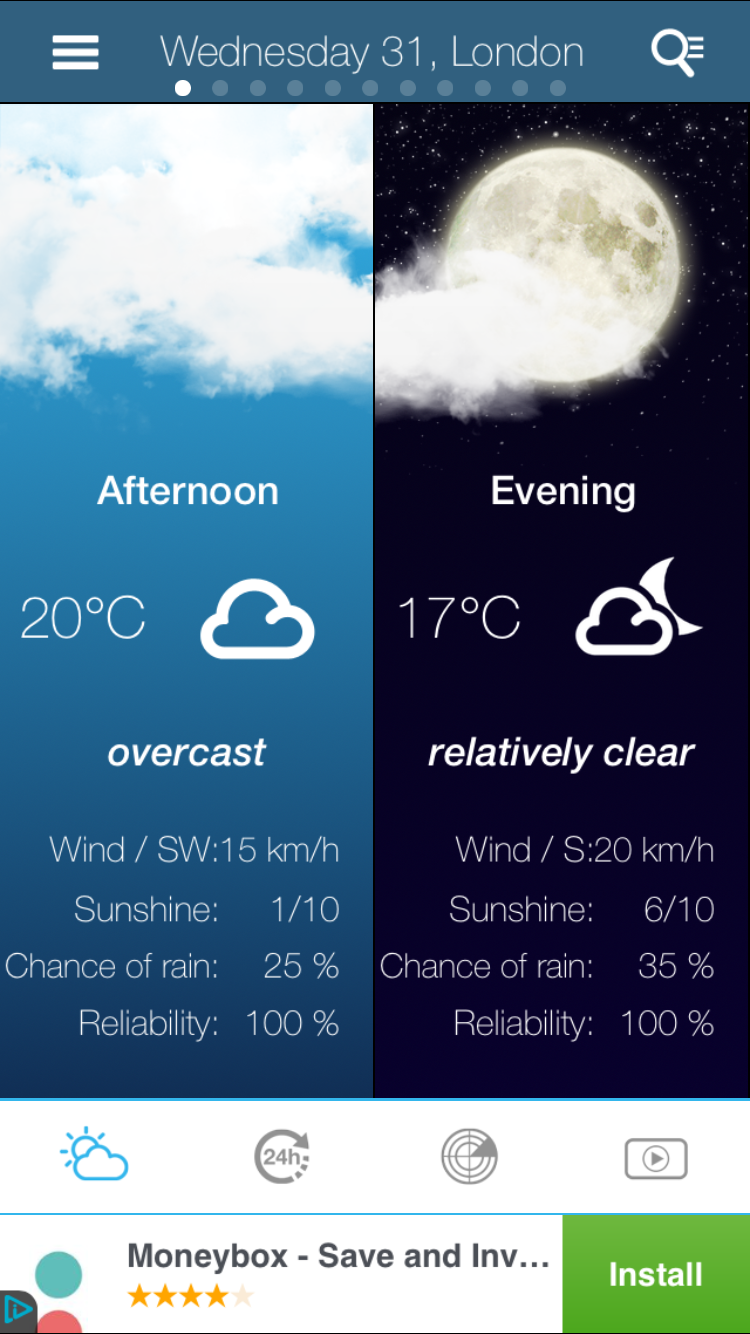 Wednesday 31, London
Afternoon
20°C
overcast
Wind / SW:15 km/h
Sunshine: 1/10
Chance of rain: 25 %
Reliability: 100 %
Evening
17°C
relatively clear
Wind / S:20 km/h
Sunshine: 6/10
Chance of rain: 35 %
Reliability: 100 %
24h
Moneybox - Save and Inv...
Install